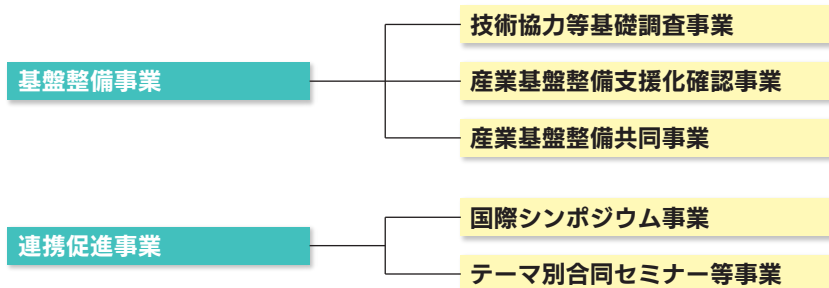 基盤整備事業
技術協力等基礎調査事業
産業基盤整備支援化確認事業
産業基盤整備共同事業
連携促進事業
国際シンポジウム事業
テーマ別合同セミナー等事業